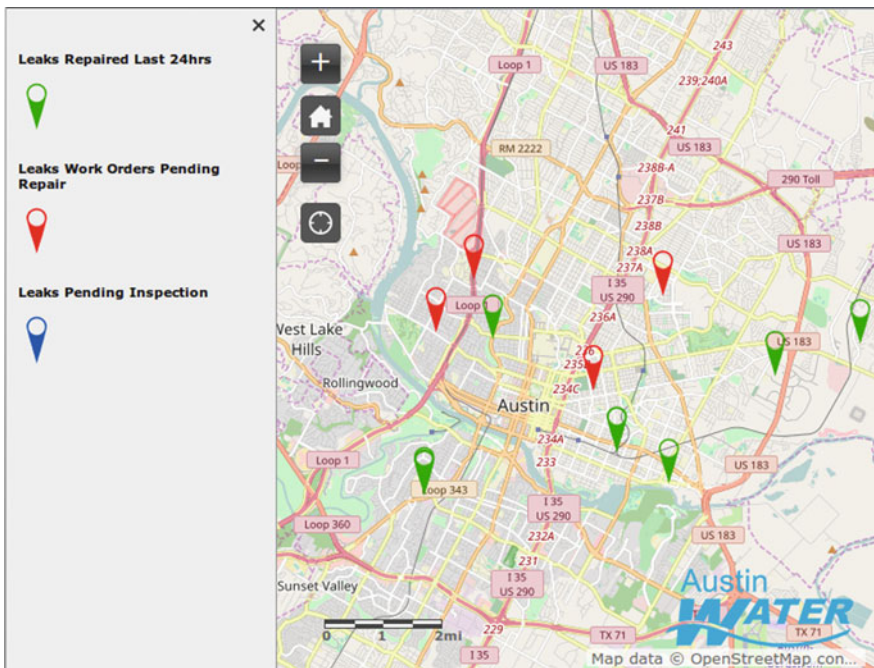 ×
Leaks Repaired Last 24hrs
Leaks Work Orders Pending
Repair
Leaks Pending Inspection
+
−
243
Loop 1
US 183
239;240A
241
US 183
RM 2222
Loop
238B-A
290 Toll
237B
238B
US 183
238A
237A
I 35
US 290
Loop 1
236A
West Lake
Hills
US 183
Rollingwood
234C
Austin
234A
233
Loop 1
US 183
Loop 343
I 35
US 290
Loop 360
232A
US 183
231
Sunset Valley
I 35
US 290
Austin
WATER
0 1 2mi
229
TX 71
TX 71
I 35
Map data © OpenStreetMap con...